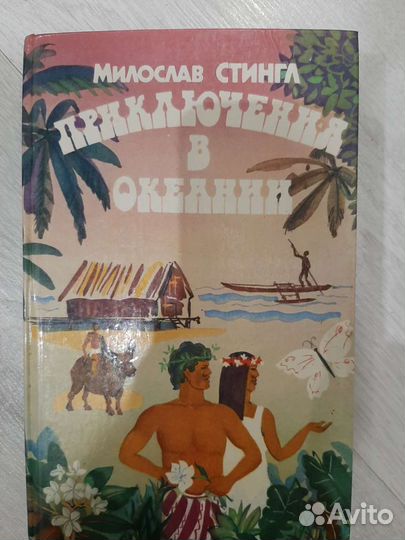 Милослав Стингл
Приключения
в
Океании
Avito